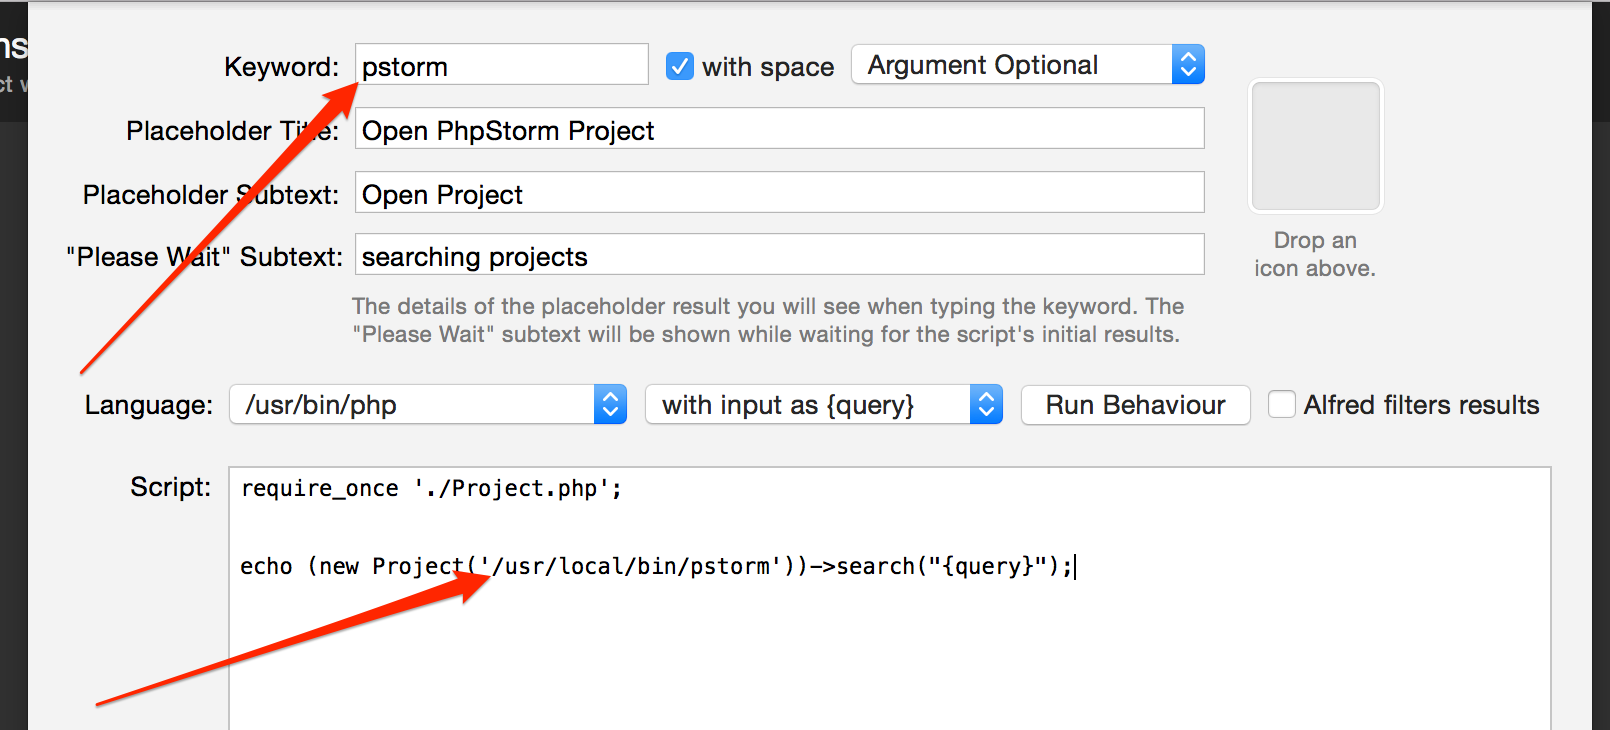 ns
ct w
Keyword: pstorm with space Argument Optional
Placeholder Title: Open PhpStorm Project
Placeholder Subtext: Open Project
"Please Wait" Subtext: searching projects
Drop an
icon above.
The details of the placeholder result you will see when typing the keyword. The
"Please Wait" subtext will be shown while waiting for the script's initial results.
Language: /usr/bin/php with input as {query} Run Behaviour Alfred filters results
Script: require_once './Project.php';
echo (new Project('/usr/local/bin/pstorm'))->search("{query}");